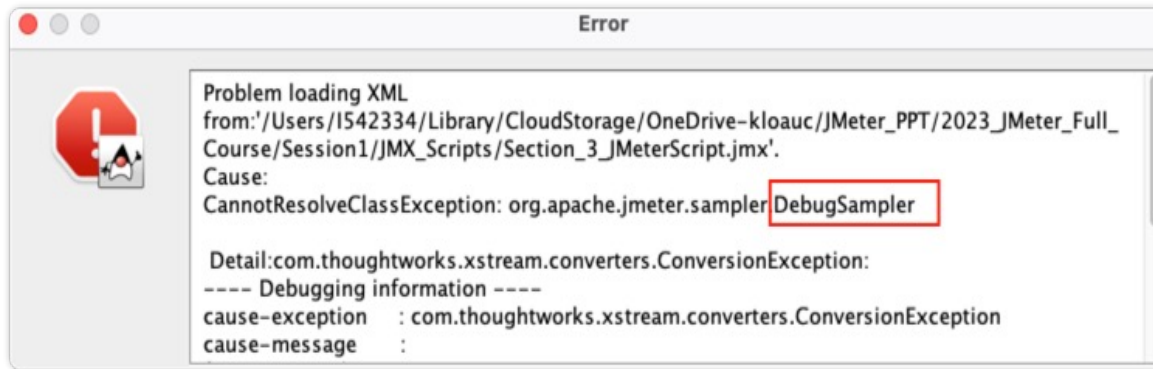 Error
Problem loading XML
from:'/Users/I542334/Library/CloudStorage/OneDrive-kloauc/JMeter_PPT/2023_JMeter_Full_
Course/Session1/JMX_Scripts/Section_3_JMeterScript.jmx'.
Cause:
CannotResolveClassException: org.apache.jmeter.sampler.DebugSampler
Detail:com.thoughtworks.xstream.converters.ConversionException:
---- Debugging information ----
cause-exception : com.thoughtworks.xstream.converters.ConversionException
cause-message :